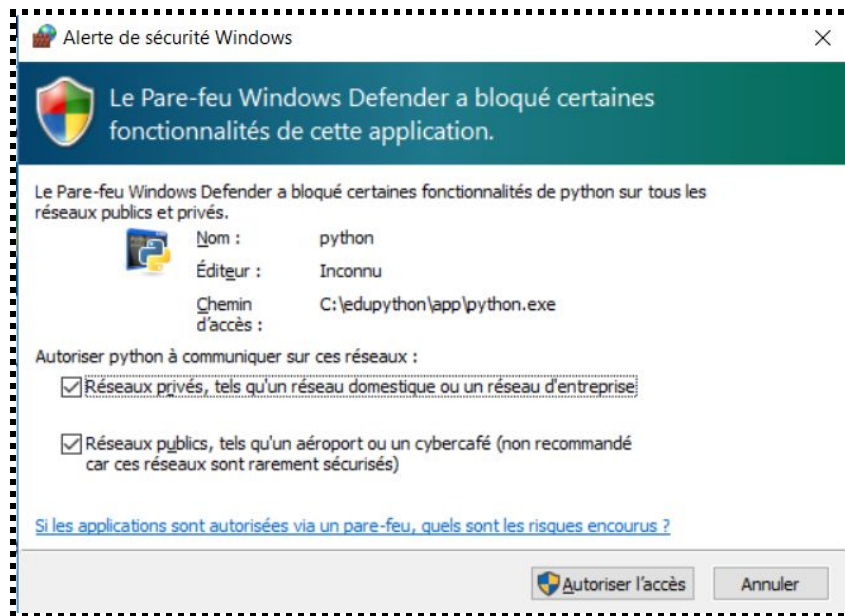 Alerte de sécurité Windows
Le Pare-feu Windows Defender a bloqué certaines
fonctionnalités de cette application.
Le Pare-feu Windows Defender a bloqué certaines fonctionnalités de python sur tous les
réseaux publics et privés.
Nom : python
Éditeur : Inconnu
Chemin C:\edupython\app\python.exe
d'accès :
Autoriser python à communiquer sur ces réseaux :
Réseaux privés, tels qu'un réseau domestique ou un réseau d'entreprise
Réseaux publics, tels qu'un aéroport ou un cybercafé (non recommandé
car ces réseaux sont rarement sécurisés)
Si les applications sont autorisées via un pare-feu, quels sont les risques encourus ?
Autoriser l'accès Annuler